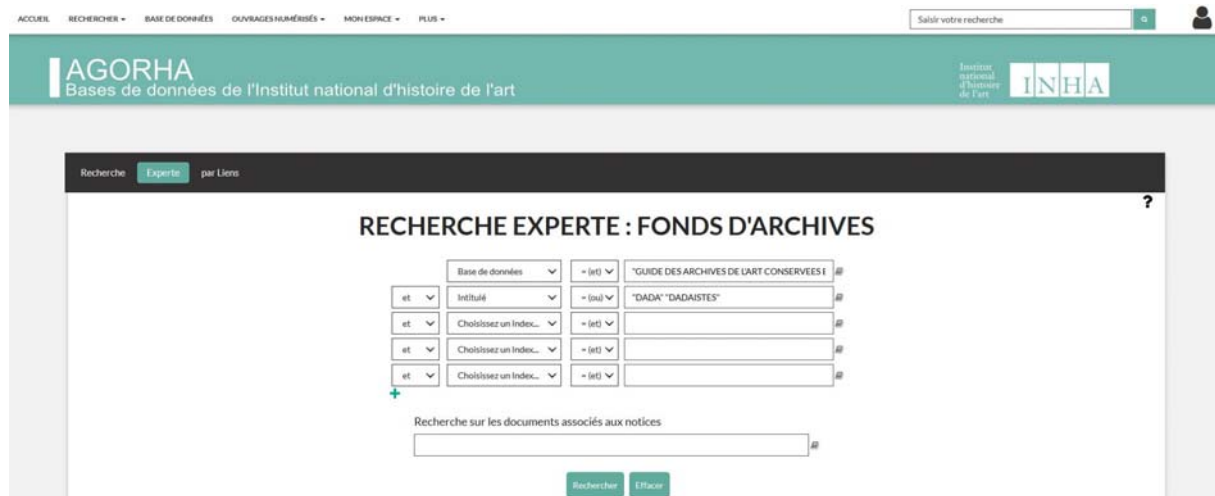 ACCUEIL RECHERCHER BASE DE DONNÉES OUVRAGES NUMÉRISÉS MON ESPACE PLUS Saisir votre recherche
AGORHA
Bases de données de l'Institut national d'histoire de l'art
Institut
national
d'histoire
de l'art
INHA
Recherche Experte par Liens
?
RECHERCHE EXPERTE : FONDS D'ARCHIVES
Base de données = (et) "GUIDE DES ARCHIVES DE L'ART CONSERVEES E
et Intitulé = (ou) "DADA" "DADAISTES"
et Choisissez un Index... = (et)
et Choisissez un Index... = (et)
et Choisissez un Index... = (et)
+
Recherche sur les documents associés aux notices
Rechercher Effacer